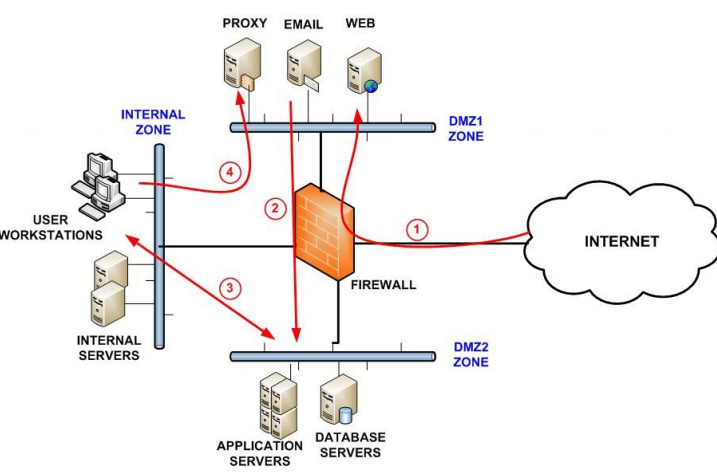 PROXY EMAIL WEB
INTERNAL
ZONE
DMZ1
ZONE
4
USER
WORKSTATIONS
2
1
INTERNET
3
FIREWALL
INTERNAL
SERVERS
DMZ2
ZONE
APPLICATION
SERVERS
DATABASE
SERVERS